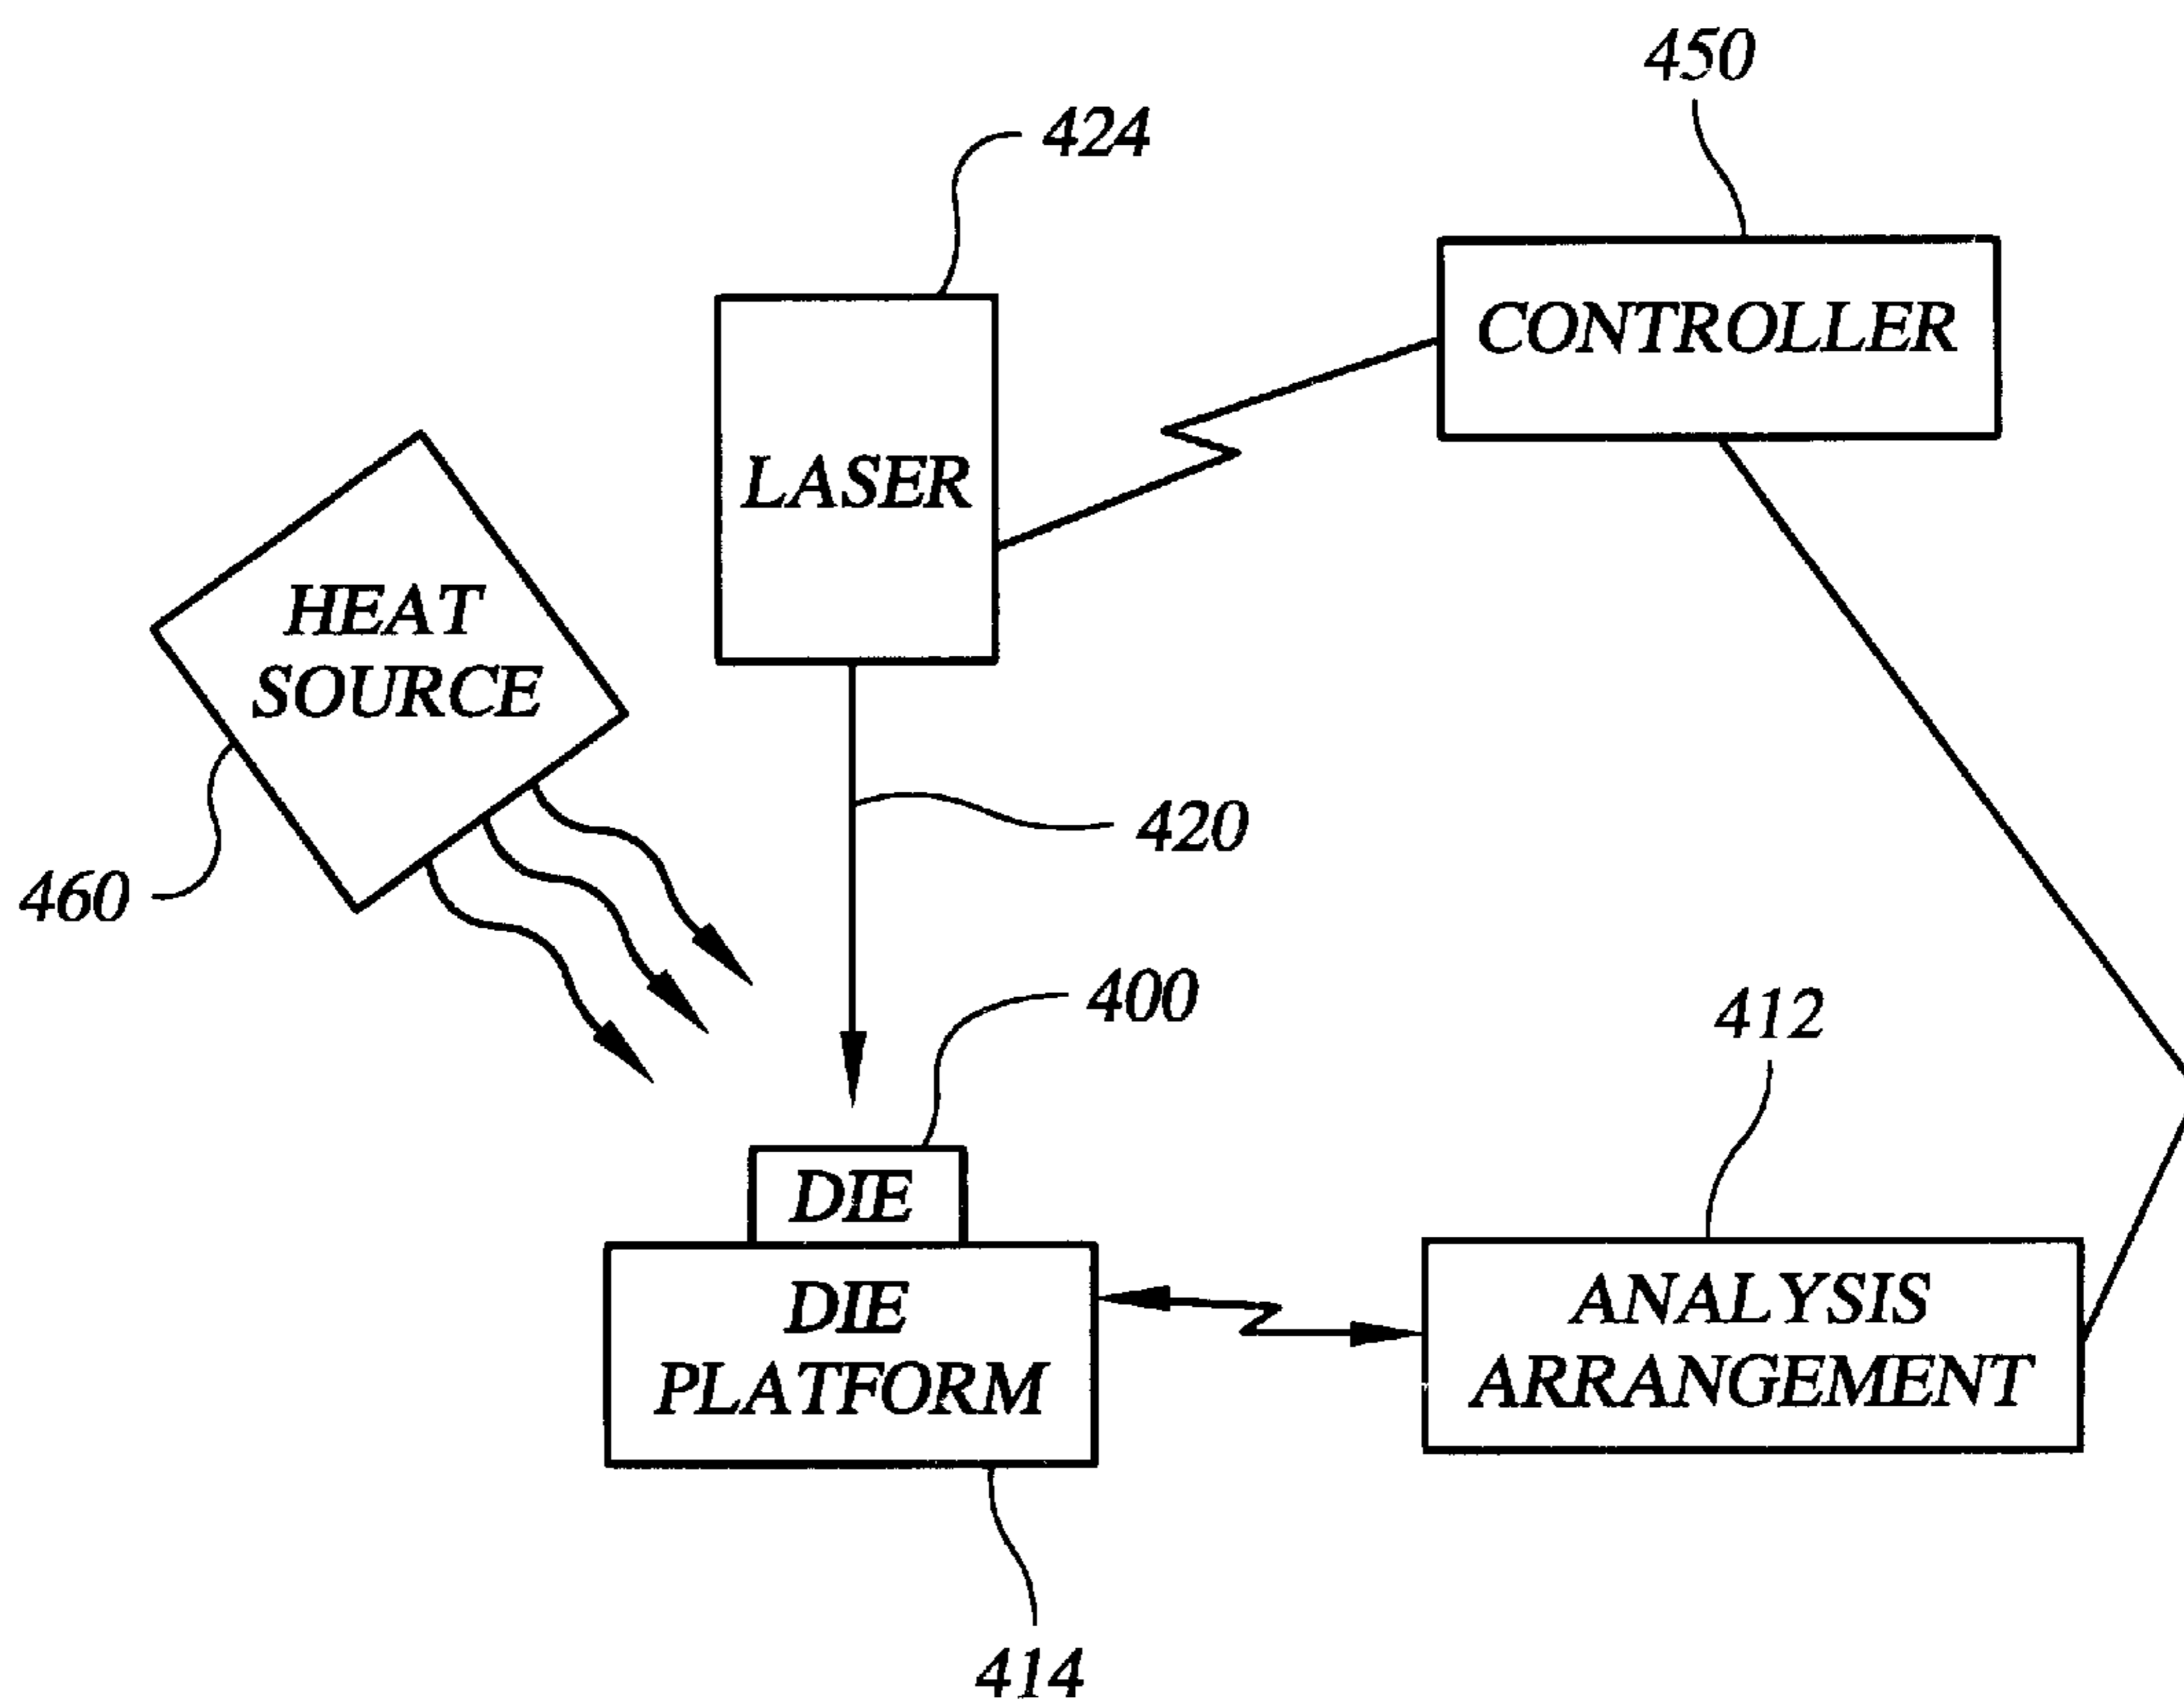 450
424
CONTROLLER
LASER
HEAT
SOURCE
420
460
400
412
DIE
DIE
PLATFORM
ANALYSIS
ARRANGEMENT
414